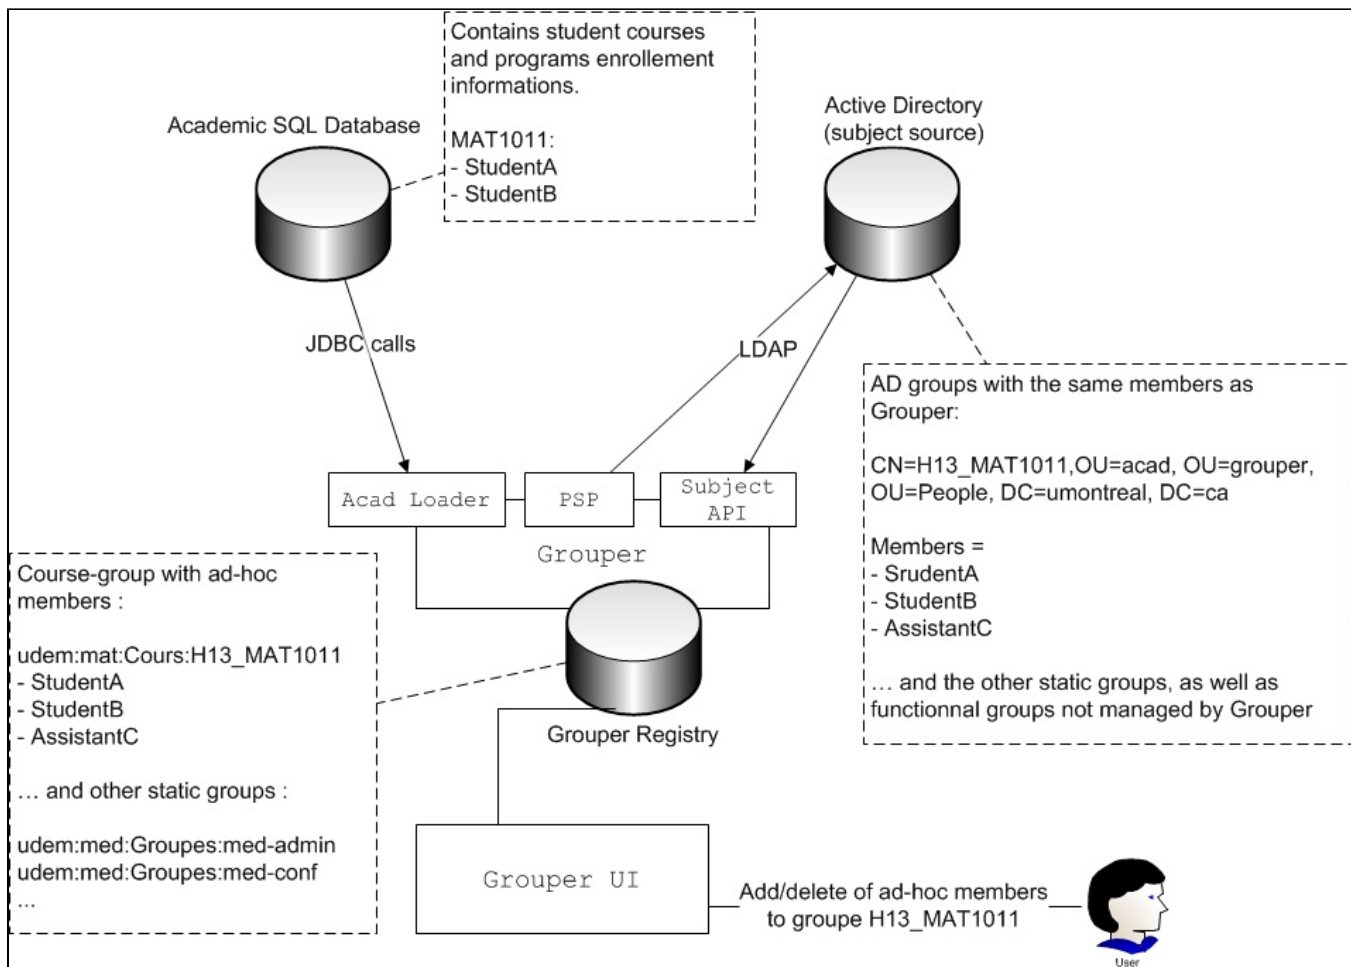 Contains student courses
and programs enrollement
informations.
MAT1011:
- StudentA
- StudentB
Academic SQL Database
Active Directory
(subject source)
JDBC calls
LDAP
AD groups with the same members as
Grouper:
CN=H13_MAT1011,OU=acad, OU=grouper,
OU=People, DC=umontreal, DC=ca
Members =
- SrudentA
- StudentB
- AssistantC
... and the other static groups, as well as
functionnal groups not managed by Grouper
Acad Loader
PSP
Subject
API
Grouper
Course-group with ad-hoc
members :
udem:mat:Cours:H13_MAT1011
- StudentA
- StudentB
- AssistantC
... and other static groups :
udem:med:Groupes:med-admin
udem:med:Groupes:med-conf
...
Grouper Registry
Grouper UI
Add/delete of ad-hoc members
to groupe H13_MAT1011
User